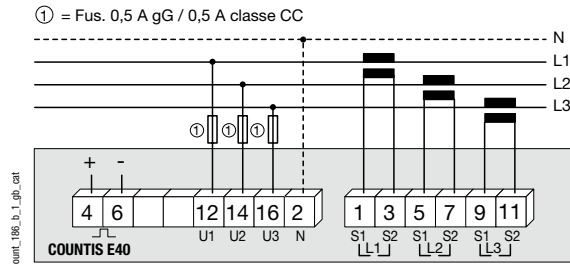 ① = Fus. 0,5 A gG / 0,5 A classe CC
N
L1
L2
L3
① ① ①
+ -
4 6 12 14 16 2 1 3 5 7 9 11
U1 U2 U3 N S1 S2 S1 S2 S1 S2
L1 L2 L3
COUNTIS E40
ount_186_b_1_gb_cat